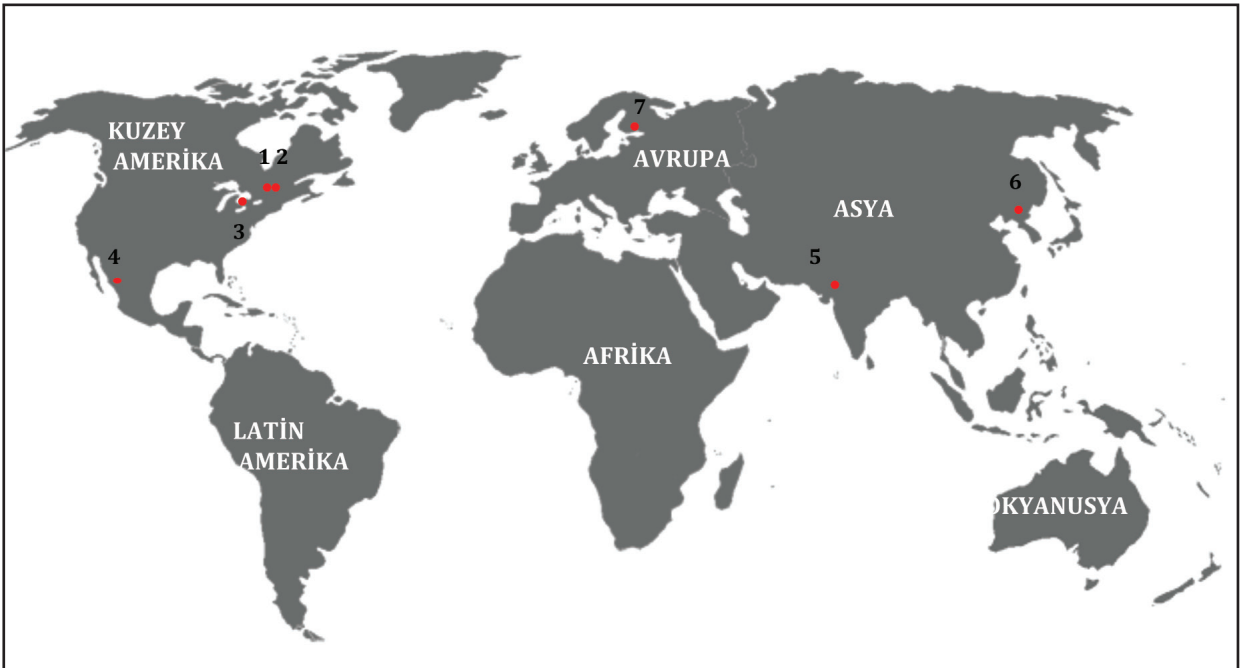 7
KUZEY
AMERİKA
1 2
AVRUPA
6
ASYA
3
4
5
AFRİKA
LATİN
AMERİKA
OKYANUSYA